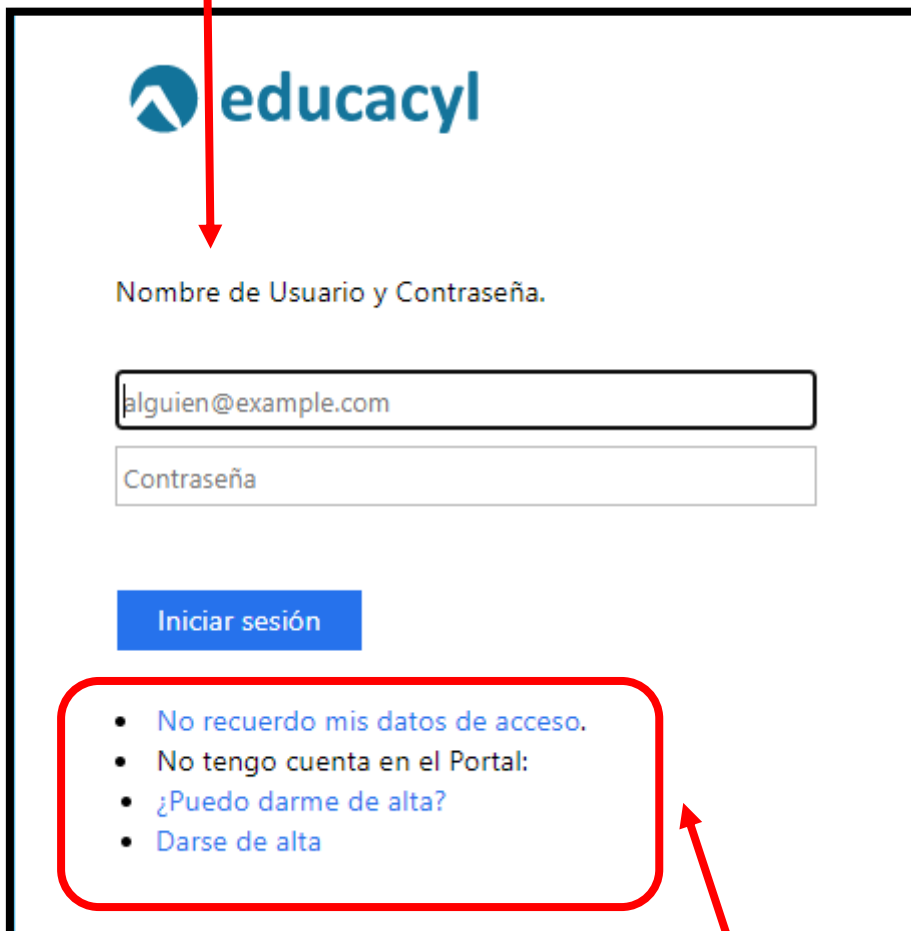 educacyl
Nombre de Usuario y Contraseña.
alguien@example.com
Contraseña
Iniciar sesión
No recuerdo mis datos de acceso.
No tengo cuenta en el Portal:
¿Puedo darme de alta?
Darse de alta